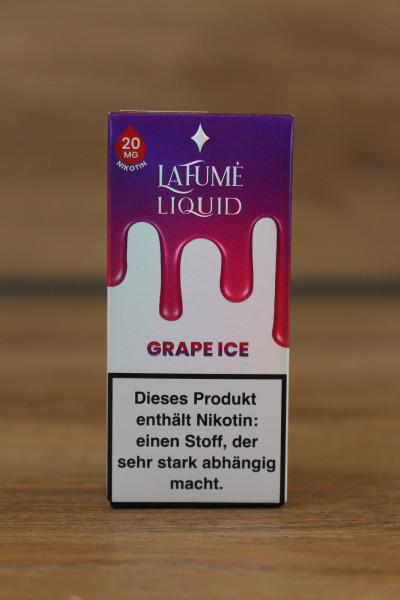 20
MG
NIKOTIN
LAFUMÉ
LIQUID
GRAPE ICE
Dieses Produkt
enthält Nikotin:
einen Stoff, der
sehr stark abhängig
macht.